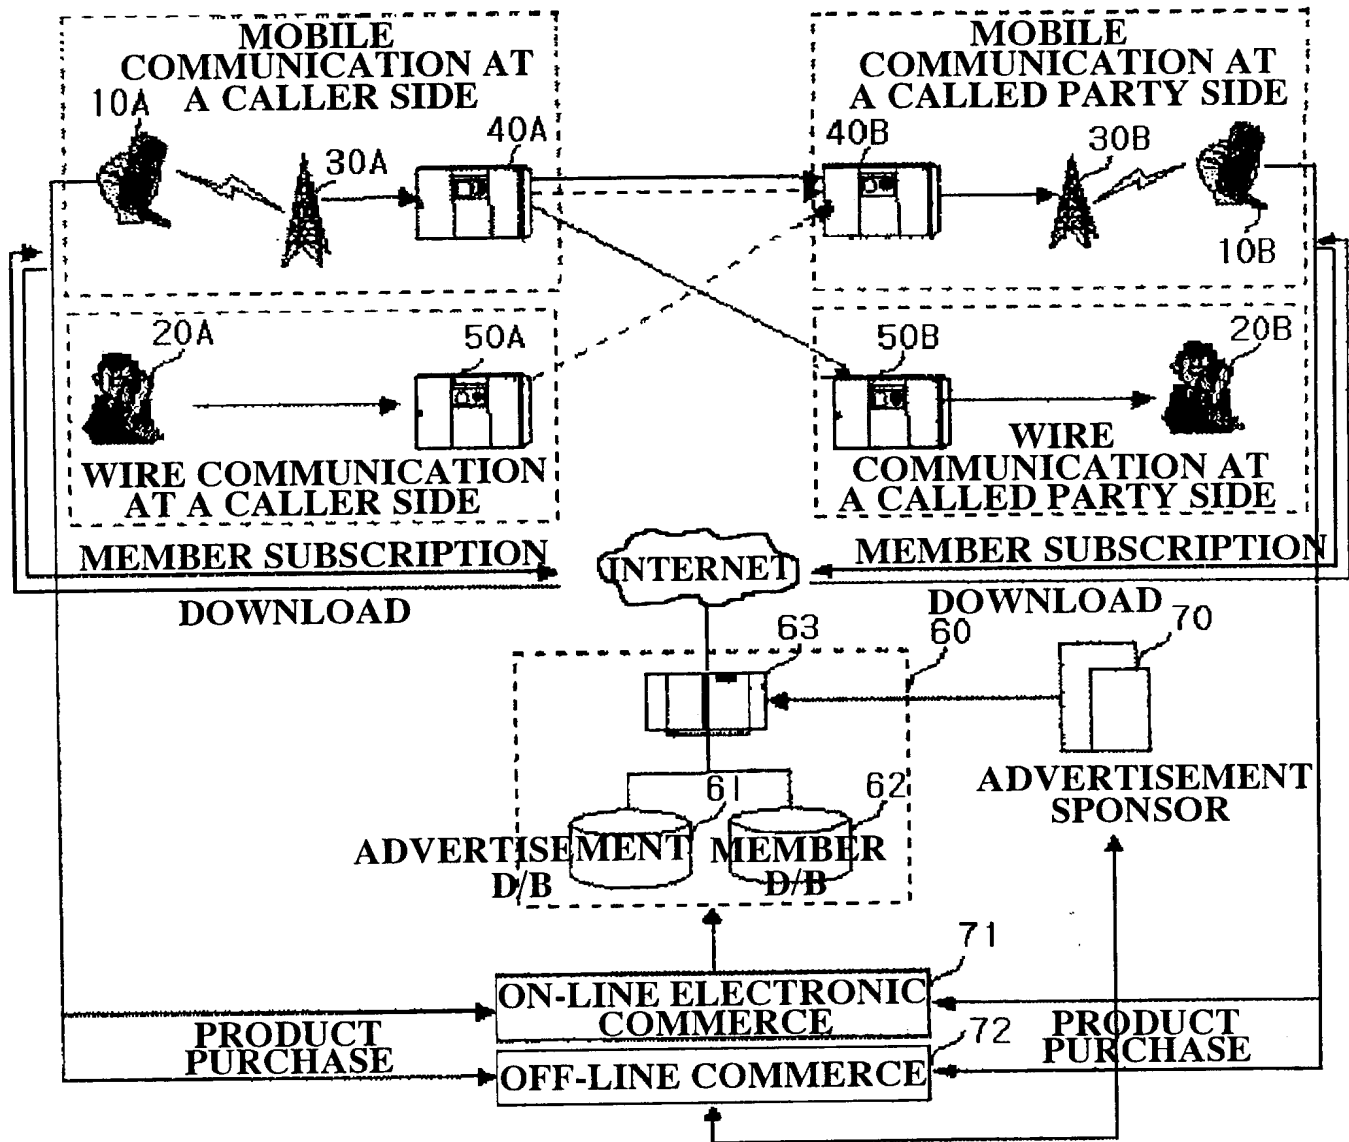 MOBILE
COMMUNICATION AT
A CALLER SIDE
10A
30A
40A
MOBILE
COMMUNICATION AT
A CALLED PARTY SIDE
40B
30B
10B
20A
50A
WIRE COMMUNICATION
AT A CALLER SIDE
50B
20B
WIRE
COMMUNICATION AT
A CALLED PARTY SIDE
MEMBER SUBSCRIPTION
DOWNLOAD
INTERNET
MEMBER SUBSCRIPTION
DOWNLOAD
63
60
70
ADVERTISEMENT
SPONSOR
61
62
ADVERTISEMENT
D/B
MEMBER
D/B
71
ON-LINE ELECTRONIC
COMMERCE
PRODUCT
PURCHASE
72
OFF-LINE COMMERCE
PRODUCT
PURCHASE